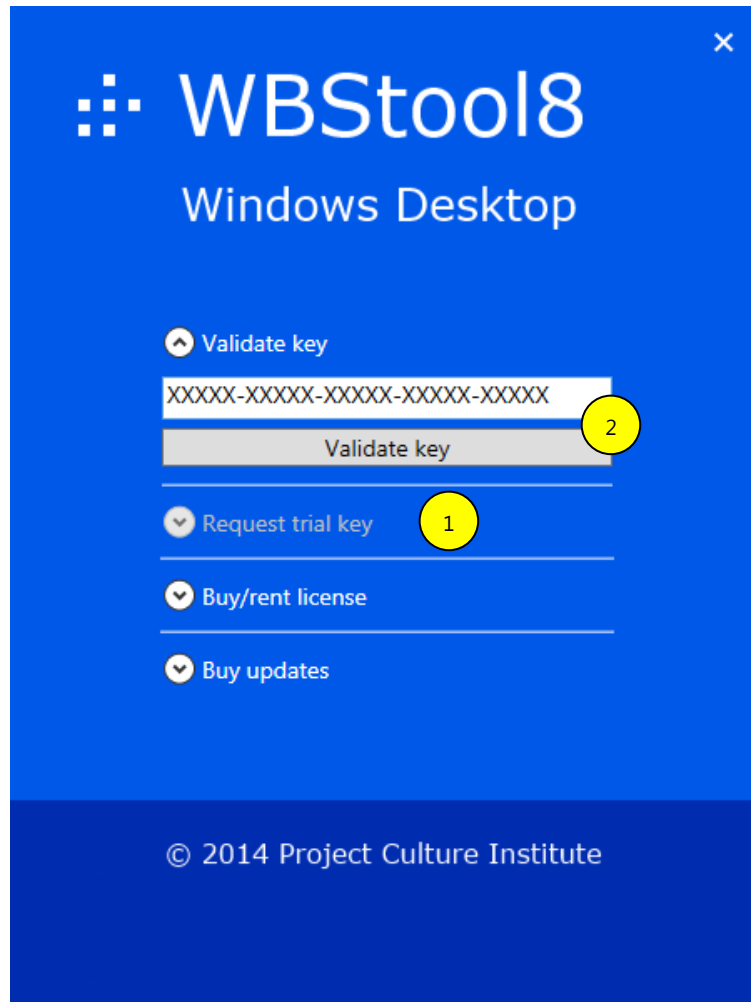 WBStool8
Windows Desktop
Validate key
XXXXX-XXXXX-XXXXX-XXXXX-XXXXX
2
Validate key
Request trial key
1
Buy/rent license
Buy updates
© 2014 Project Culture Institute